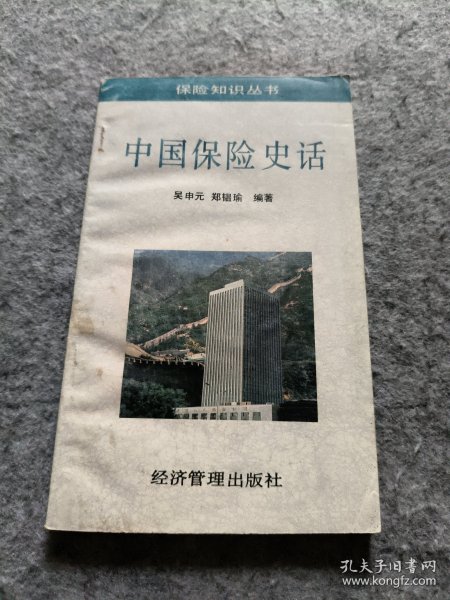 保险知识丛书
中国保险史话
吴申元 郑韫瑜 编著
经济管理出版社
孔夫子旧书网
www.kongfz.com